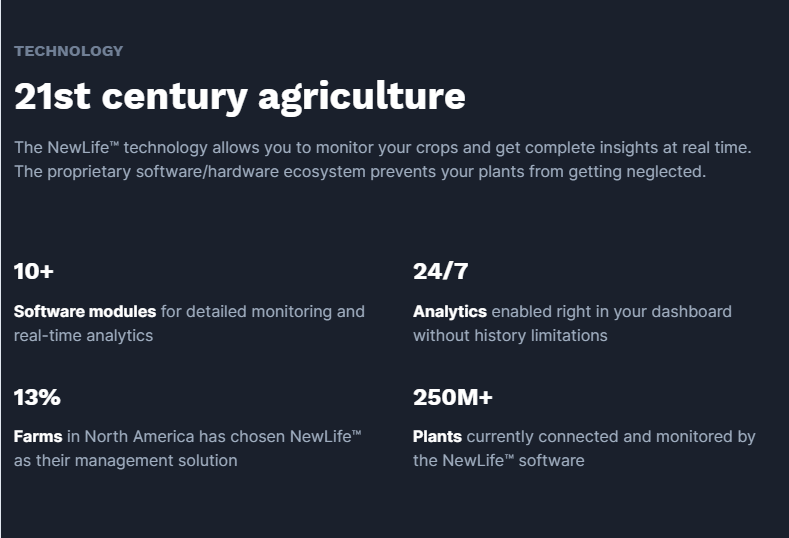 TECHNOLOGY
21st century agriculture
The NewLife™ technology allows you to monitor your crops and get complete insights at real time.
The proprietary software/hardware ecosystem prevents your plants from getting neglected.
10+
Software modules for detailed monitoring and
real-time analytics
24/7
Analytics enabled right in your dashboard
without history limitations
13%
Farms in North America has chosen NewLife™
as their management solution
250M+
Plants currently connected and monitored by
the NewLife™ software